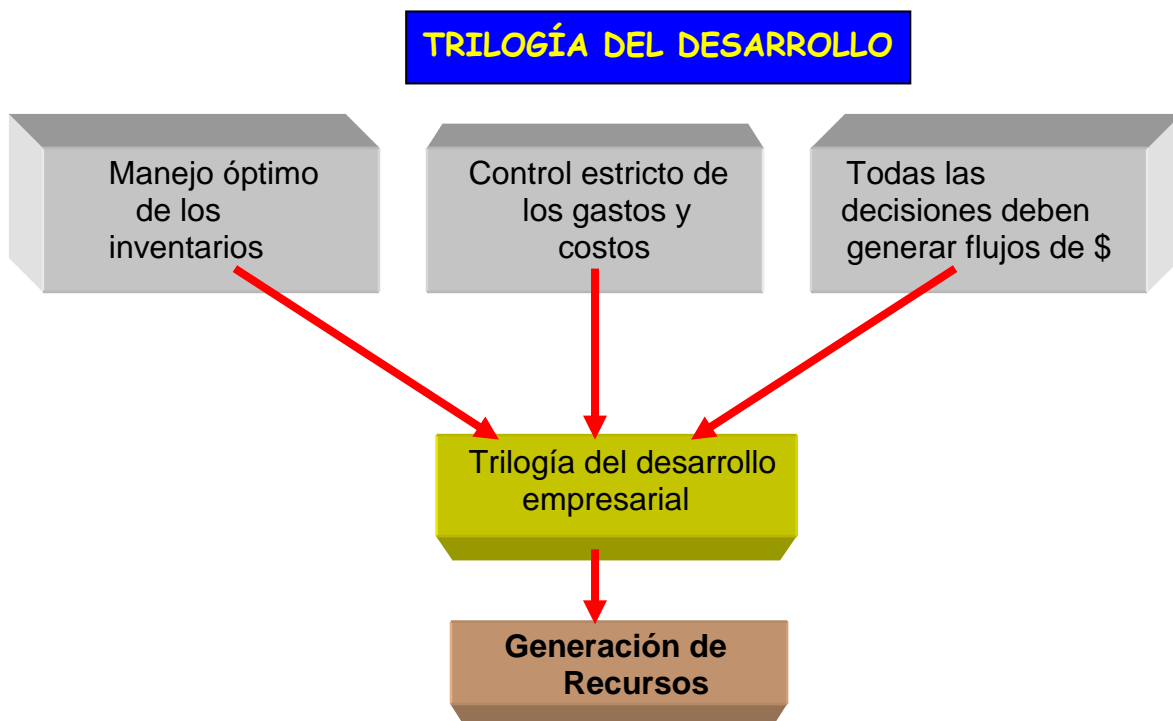 TRILOGÍA DEL DESARROLLO
Manejo óptimo
de los
inventarios
Control estricto de
los gastos y
costos
Todas las
decisiones deben
generar flujos de $
Trilogía del desarrollo
empresarial
Generación de
Recursos